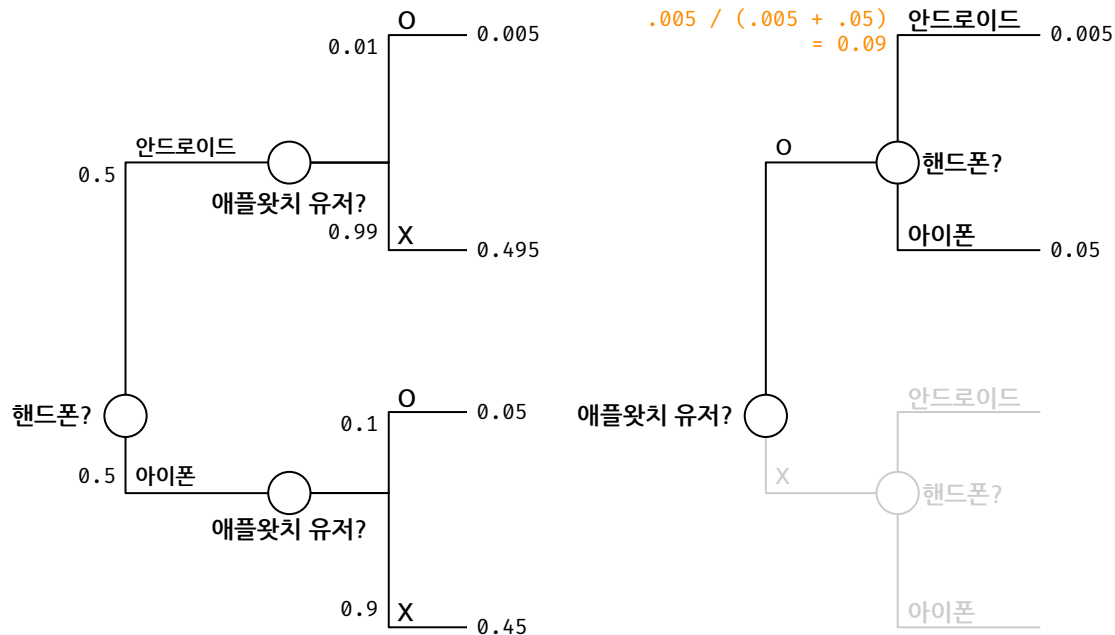 O
0.01
0.005
안드로이드
0.5
애플왓치 유저?
0.99
X
0.495
핸드폰?
0.5
아이폰
애플왓치 유저?
O
0.1
0.05
0.9
X
0.45
.005 / (.005 + .05)
= 0.09
안드로이드
0.005
O
핸드폰?
아이폰
0.05
애플왓치 유저?
X
안드로이드
핸드폰?
아이폰